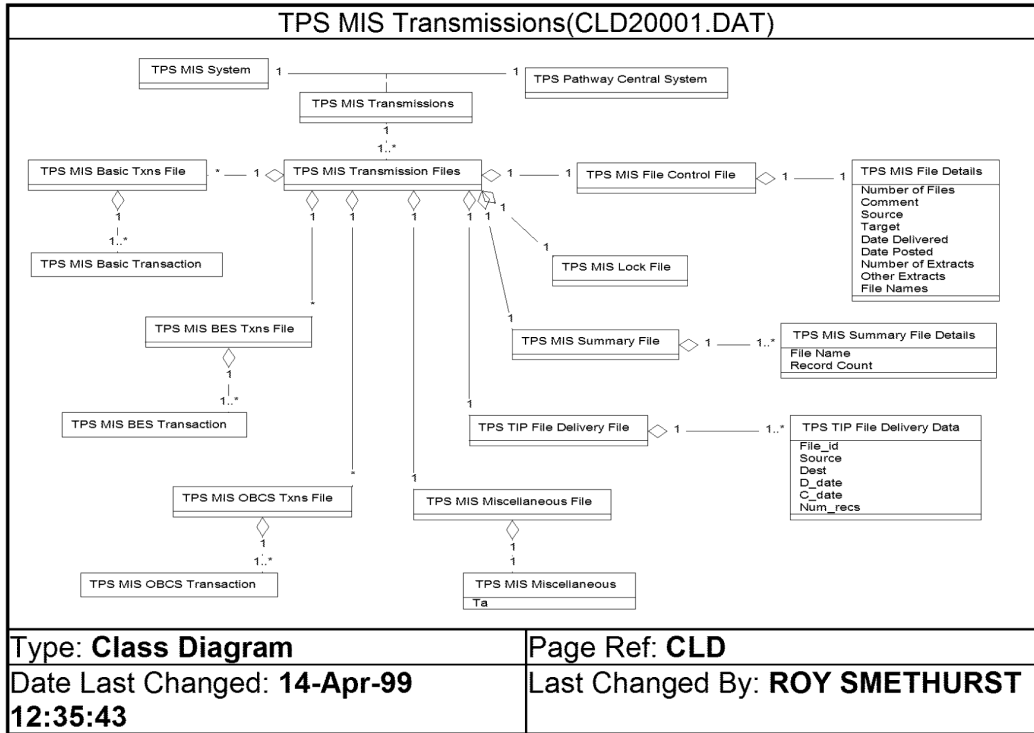 TPS MIS Transmissions(CLD20001.DAT)
TPS MIS System
1
1
TPS Pathway Central System
TPS MIS Transmissions
1
1..*
TPS MIS Basic Txns File
*
1
TPS MIS Transmission Files
1
1
TPS MIS File Control File
1
1
TPS MIS File Details
Number of Files
Comment
Source
Target
Date Delivered
Date Posted
Number of Extracts
Other Extracts
File Names
1
1..*
TPS MIS Basic Transaction
1
1
1
1
1
1
1
TPS MIS Lock File
*
TPS MIS BES Txns File
1
1..*
TPS MIS BES Transaction
1
TPS MIS Summary File
1
1..*
TPS MIS Summary File Details
File Name
Record Count
1
TPS TIP File Delivery File
1
1..*
TPS TIP File Delivery Data
File_id
Source
Dest
D_date
C_date
Num_recs
*
TPS MIS OBCS Txns File
1
1..*
TPS MIS OBCS Transaction
1
TPS MIS Miscellaneous File
1
1
TPS MIS Miscellaneous
Ta
Type: Class Diagram
Page Ref: CLD
Date Last Changed: 14-Apr-99
12:35:43
Last Changed By: ROY SMETHURST